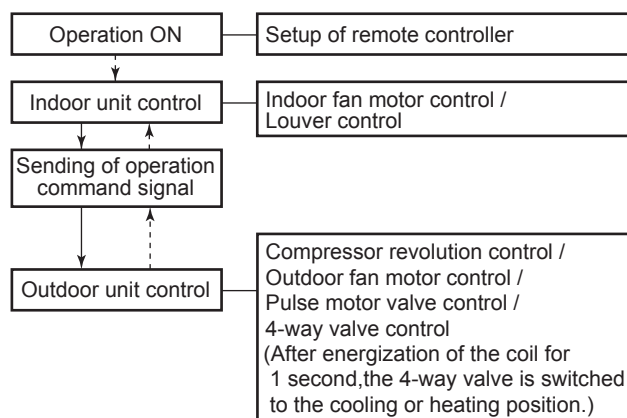 Operation ON
Setup of remote controller
Indoor unit control
Indoor fan motor control /
Louver control
Sending of operation
command signal
Outdoor unit control
Compressor revolution control /
Outdoor fan motor control /
Pulse motor valve control /
4-way valve control
(After energization of the coil for
1 second,the 4-way valve is switched
to the cooling or heating position.)